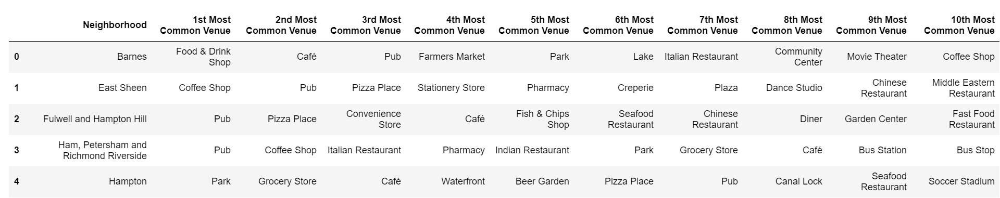 Neighborhood 1st Most Common Venue 2nd Most Common Venue 3rd Most Common Venue 4th Most Common Venue 5th Most Common Venue 6th Most Common Venue 7th Most Common Venue 8th Most Common Venue 9th Most Common Venue 10th Most Common Venue
0 Barnes Food & Drink Shop Café Pub Farmers Market Park Lake Italian Restaurant Community Center Movie Theater Coffee Shop
1 East Sheen Coffee Shop Pub Pizza Place Stationery Store Pharmacy Creperie Plaza Dance Studio Chinese Restaurant Middle Eastern Restaurant
2 Fulwell and Hampton Hill Pub Pizza Place Convenience Store Café Fish & Chips Shop Seafood Restaurant Chinese Restaurant Diner Garden Center Fast Food Restaurant
3 Ham, Petersham and Richmond Riverside Pub Coffee Shop Italian Restaurant Pharmacy Indian Restaurant Park Grocery Store Café Bus Station Bus Stop
4 Hampton Park Grocery Store Café Waterfront Beer Garden Pizza Place Pub Canal Lock Seafood Restaurant Soccer Stadium